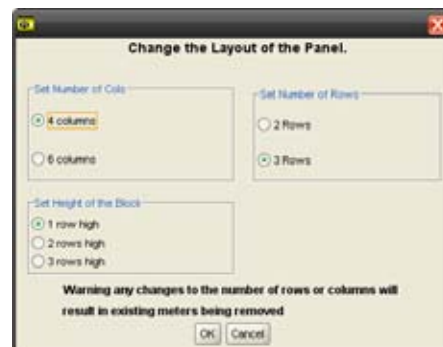 Change the Layout of the Panel.
Set Number of Cols
4 columns
6 columns
Set Number of Rows
2 Rows
3 Rows
Set Height of the Block
1 row high
2 rows high
3 rows high
Warning any changes to the number of rows or columns will
result in existing meters being removed
OK Cancel